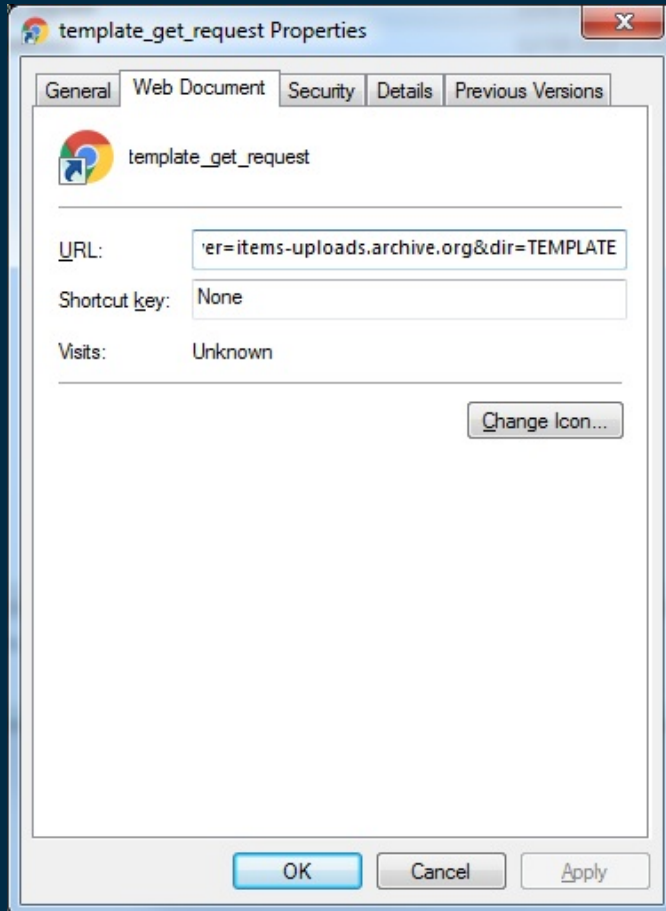 template_get_request Properties
General Web Document Security Details Previous Versions
template_get_request
URL: er=items-uploads.archive.org&dir=TEMPLATE
Shortcut key: None
Visits: Unknown
Change Icon...
OK Cancel Apply